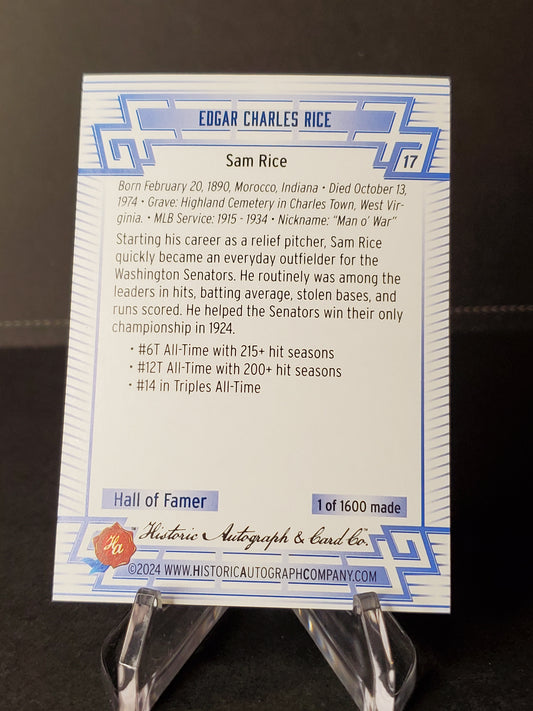 EDGAR CHARLES RICE
17
Sam Rice
Born February 20, 1890, Morocco, Indiana • Died October 13,
1974 • Grave: Highland Cemetery in Charles Town, West Vir-
ginia. • MLB Service: 1915 - 1934 • Nickname: "Man o' War"
Starting his career as a relief pitcher, Sam Rice
quickly became an everyday outfielder for the
Washington Senators. He routinely was among the
leaders in hits, batting average, stolen bases, and
runs scored. He helped the Senators win their only
championship in 1924.
• #6T All-Time with 215+ hit seasons
• #12T All-Time with 200+ hit seasons
• #14 in Triples All-Time
Hall of Famer
1 of 1600 made
Ha
™Historic Autograph & Card Co.™
©2024 WWW.HISTORICAUTOGRAPHCOMPANY.COM